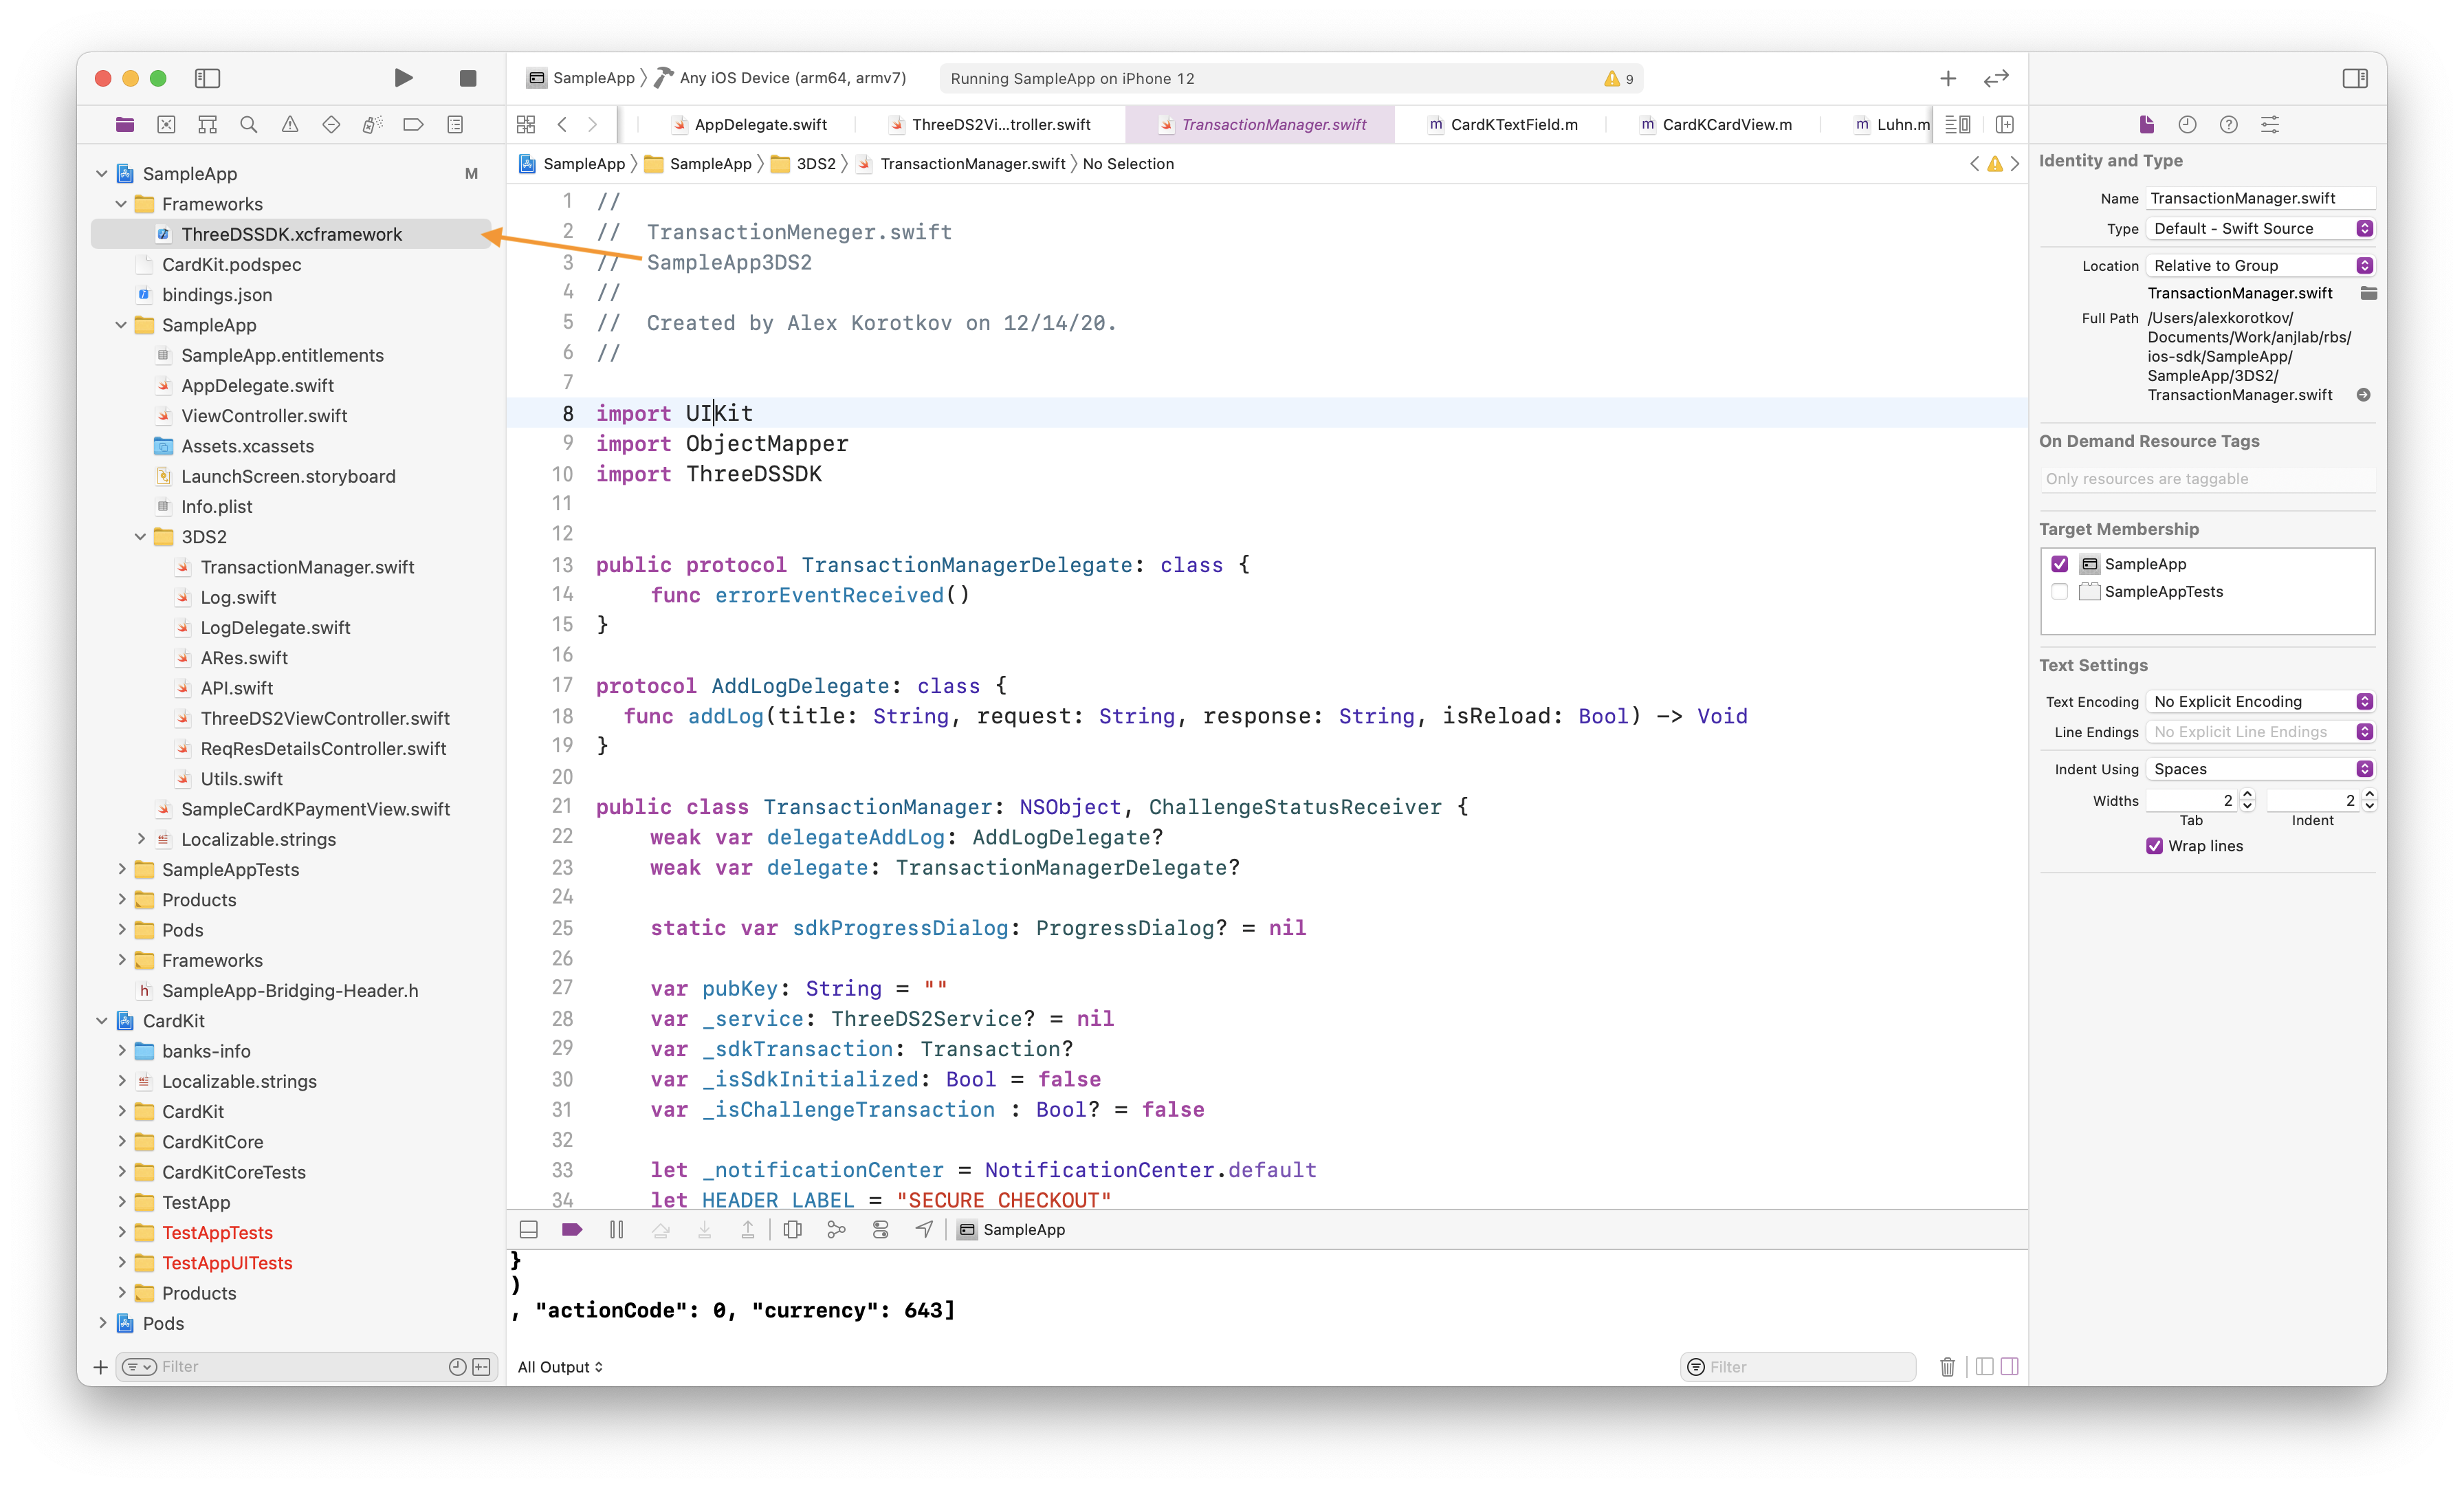 SampleApp
Any iOS Device (arm64, armv7)
Running SampleApp on iPhone 12
9
AppDelegate.swift
ThreeDS2Vi...troller.swift
TransactionManager.swift
m CardKTextField.m
m CardKCardView.m
m Luhn.m
SampleApp
SampleApp
3DS2
TransactionManager.swift
No Selection
SampleApp
M
Frameworks
ThreeDSSDK.xcframework
CardKit.podspec
bindings.json
SampleApp
SampleApp.entitlements
AppDelegate.swift
ViewController.swift
Assets.xcassets
LaunchScreen.storyboard
Info.plist
3DS2
TransactionManager.swift
Log.swift
LogDelegate.swift
ARes.swift
API.swift
ThreeDS2ViewController.swift
ReqResDetailsController.swift
Utils.swift
SampleCardKPaymentView.swift
Localizable.strings
SampleAppTests
Products
Pods
Frameworks
h SampleApp-Bridging-Header.h
CardKit
banks-info
Localizable.strings
CardKit
CardKitCore
CardKitCoreTests
TestApp
TestAppTests
TestAppUITests
Products
Pods
Filter
1 //
2 //  TransactionMeneger.swift
3 //  SampleApp3DS2
4 //
5 //  Created by Alex Korotkov on 12/14/20.
6 //
7
8 import UIKit
9 import ObjectMapper
10 import ThreeDSSDK
11
12
13 public protocol TransactionManagerDelegate: class {
14     func errorEventReceived()
15 }
16
17 protocol AddLogDelegate: class {
18   func addLog(title: String, request: String, response: String, isReload: Bool) -> Void
19 }
20
21 public class TransactionManager: NSObject, ChallengeStatusReceiver {
22     weak var delegateAddLog: AddLogDelegate?
23     weak var delegate: TransactionManagerDelegate?
24
25     static var sdkProgressDialog: ProgressDialog? = nil
26
27     var pubKey: String = ""
28     var _service: ThreeDS2Service? = nil
29     var _sdkTransaction: Transaction?
30     var _isSdkInitialized: Bool = false
31     var _isChallengeTransaction : Bool? = false
32
33     let _notificationCenter = NotificationCenter.default
34     let HEADER_LABEL = "SECURE CHECKOUT"
SampleApp
}
)
, "actionCode": 0, "currency": 643]
All Output
Filter
Identity and Type
Name TransactionManager.swift
Type Default - Swift Source
Location Relative to Group
TransactionManager.swift
Full Path /Users/alexkorotkov/
Documents/Work/anjlab/rbs/
ios-sdk/SampleApp/
SampleApp/3DS2/
TransactionManager.swift
On Demand Resource Tags
Only resources are taggable
Target Membership
SampleApp
SampleAppTests
Text Settings
Text Encoding No Explicit Encoding
Line Endings No Explicit Line Endings
Indent Using Spaces
Widths 2 2
Tab Indent
Wrap lines